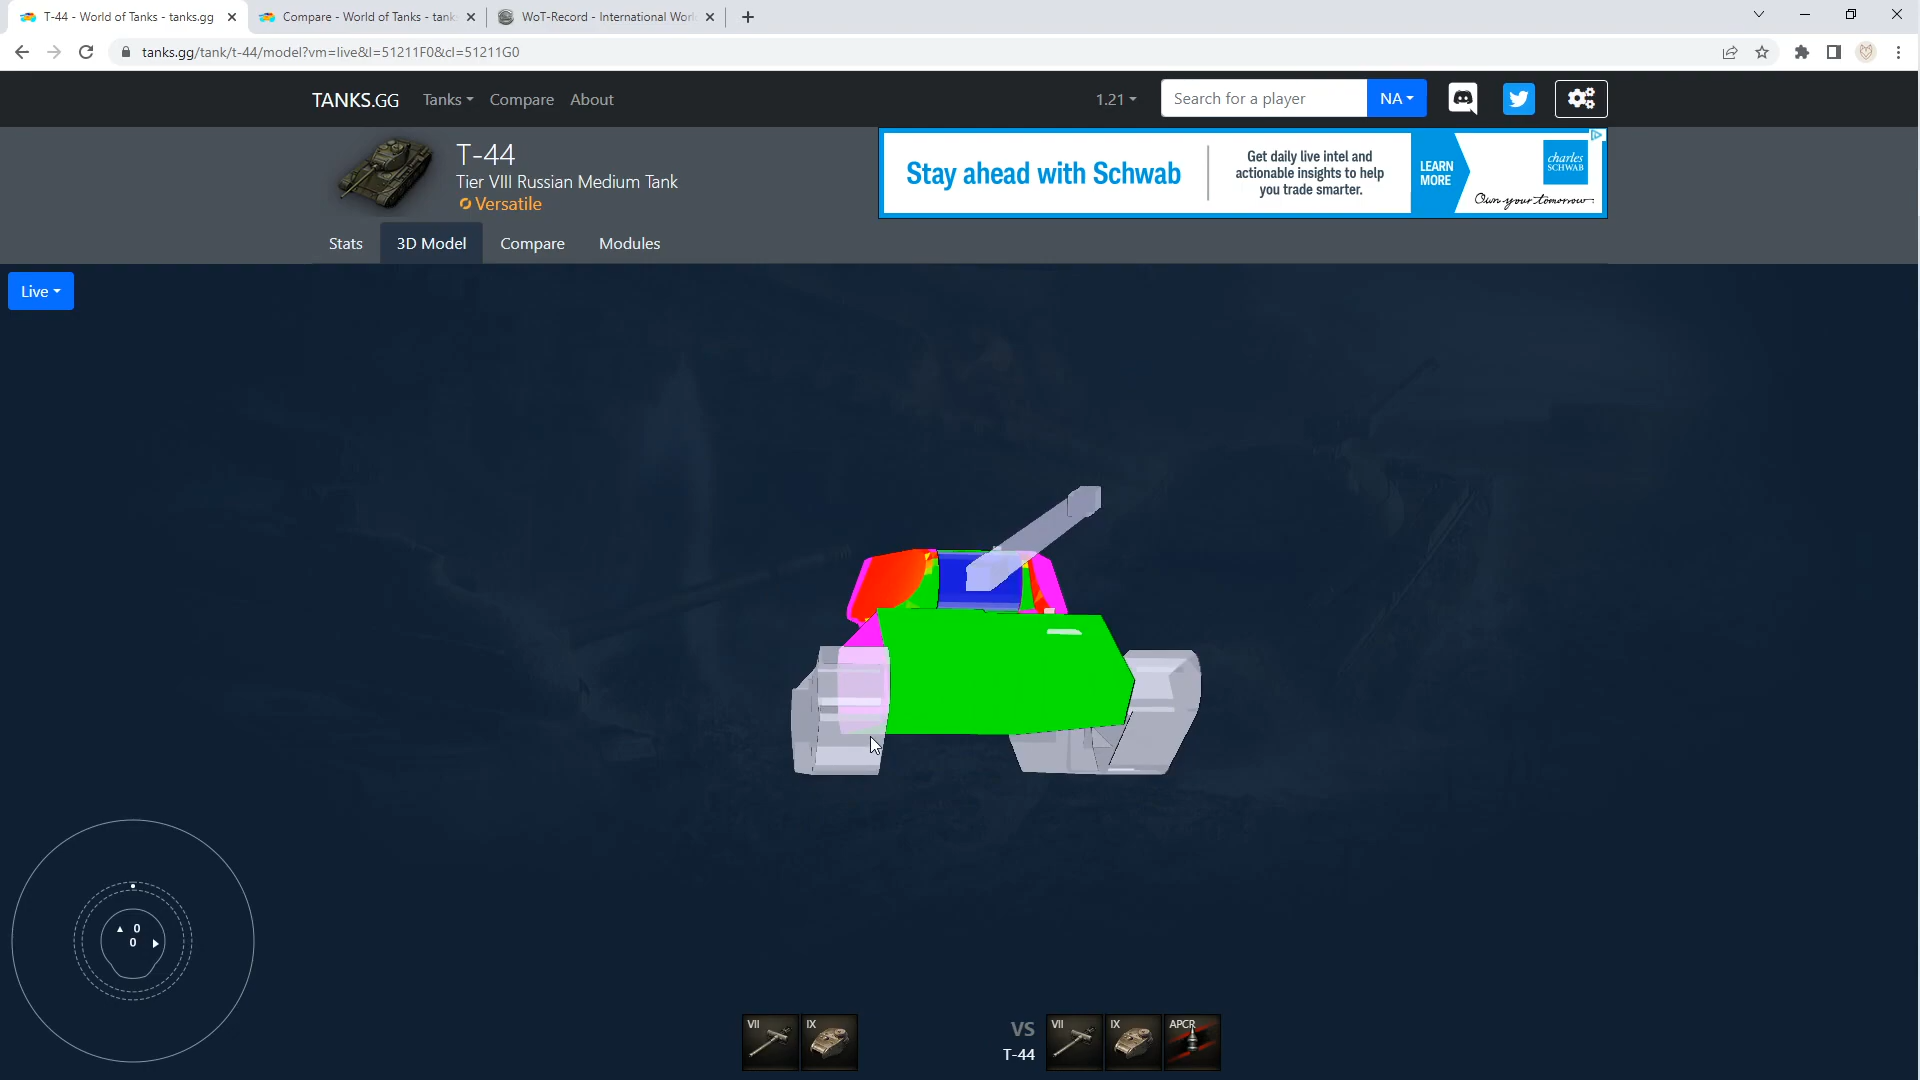 T-44 - World of Tanks - tanks.gg
Compare - World of Tanks - tank
WoT-Record - International Worl
tanks.gg/tank/t-44/model?vm=live&l=51211F0&cl=51211G0
TANKS.GG Tanks Compare About
1.21
Search for a player
NA
T-44
Tier VIII Russian Medium Tank
Versatile
Stay ahead with Schwab
Get daily live intel and
actionable insights to help
you trade smarter.
LEARN
MORE
charles
SCHWAB
Own your tomorrow
Stats 3D Model Compare Modules
Live
0
0
VII IX
VS
T-44
VII IX APCR